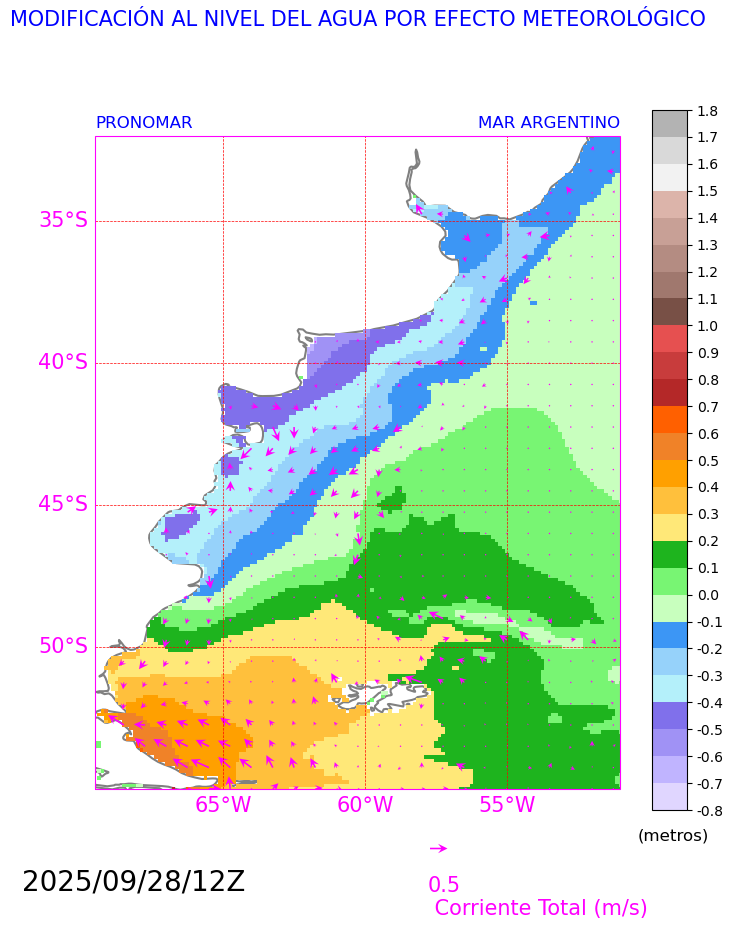 MODIFICACIÓN AL NIVEL DEL AGUA POR EFECTO METEOROLÓGICO
PRONOMAR
MAR ARGENTINO
35°S
40°S
45°S
50°S
65°W
60°W
55°W
1.8
1.7
1.6
1.5
1.4
1.3
1.2
1.1
1.0
0.9
0.8
0.7
0.6
0.5
0.4
0.3
0.2
0.1
0.0
-0.1
-0.2
-0.3
-0.4
-0.5
-0.6
-0.7
-0.8
(metros)
2025/09/28/12Z
0.5
Corriente Total (m/s)